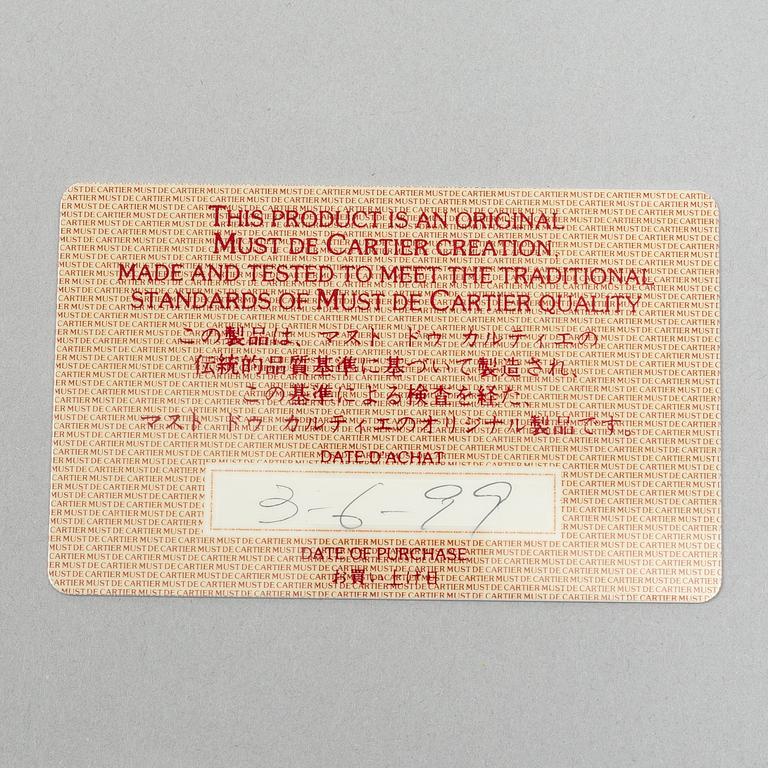 THIS PRODUCT IS AN ORIGINAL
MUST DE CARTIER CREATION,
MADE AND TESTED TO MEET THE TRADITIONAL
STANDARDS OF MUST DE CARTIER QUALITY
この製品は、マスト ドゥ カルティエの
伝統的品質基準に基づいて製造され、
この基準による検査を経た
マスト ドゥ カルティエのオリジナル製品です。
DATE D'ACHAT
3-6-99
DATE OF PURCHASE
お買い上げ日